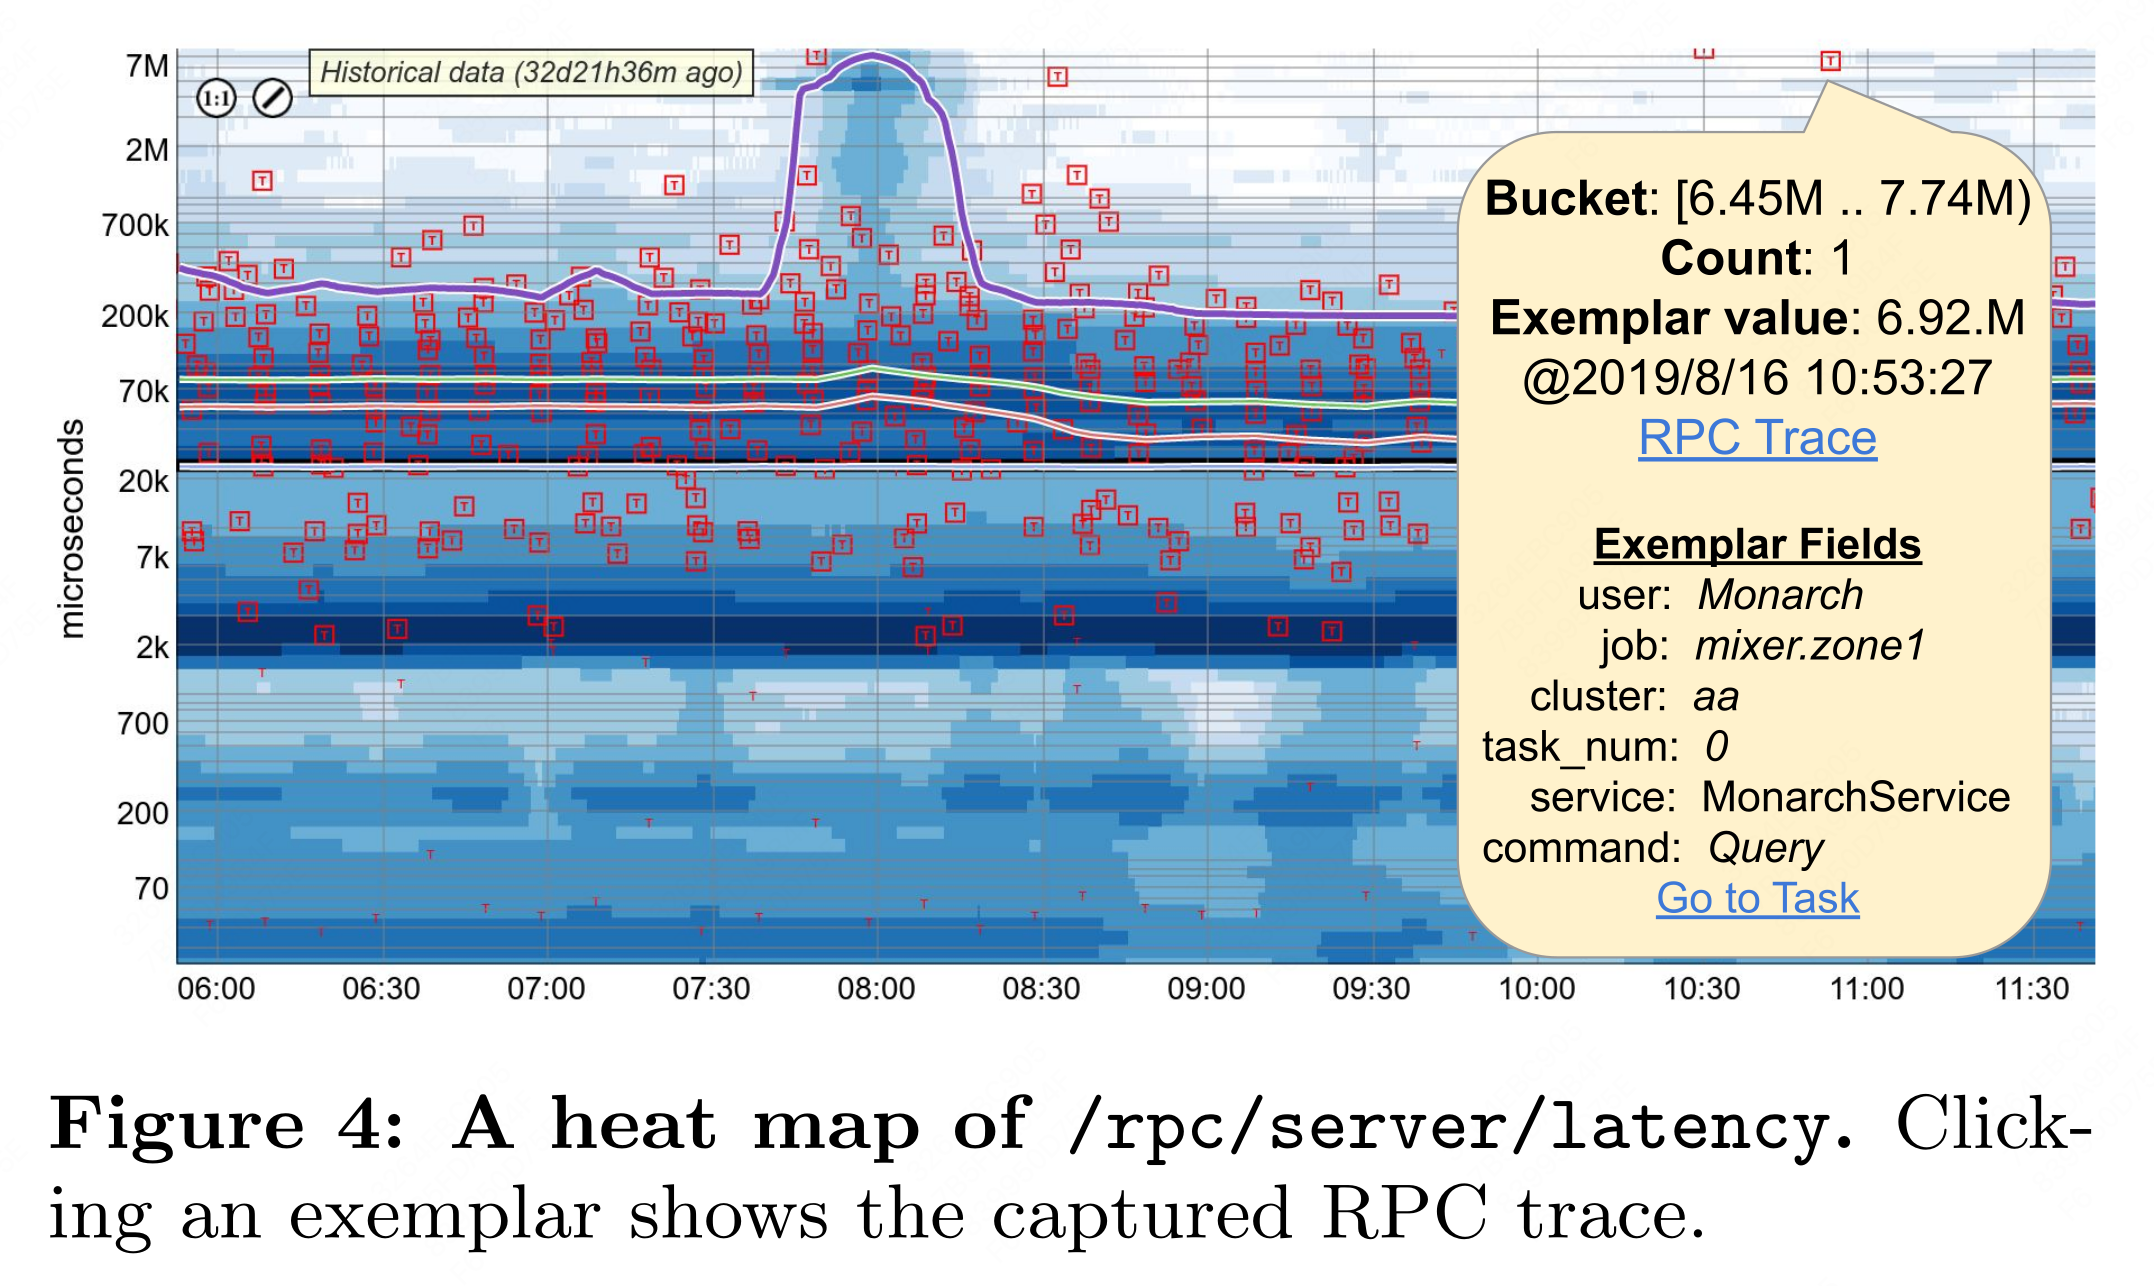 7M
2M
700k
200k
70k
20k
7k
2k
700
200
70
microseconds
1:1
Historical data (32d21h36m ago)
Bucket: [6.45M .. 7.74M)
Count: 1
Exemplar value: 6.92.M
@2019/8/16 10:53:27
RPC Trace
Exemplar Fields
user: Monarch
job: mixer.zone1
cluster: aa
task_num: 0
service: MonarchService
command: Query
Go to Task
06:00 06:30 07:00 07:30 08:00 08:30 09:00 09:30 10:00 10:30 11:00 11:30
Figure 4: A heat map of /rpc/server/latency. Click-
ing an exemplar shows the captured RPC trace.